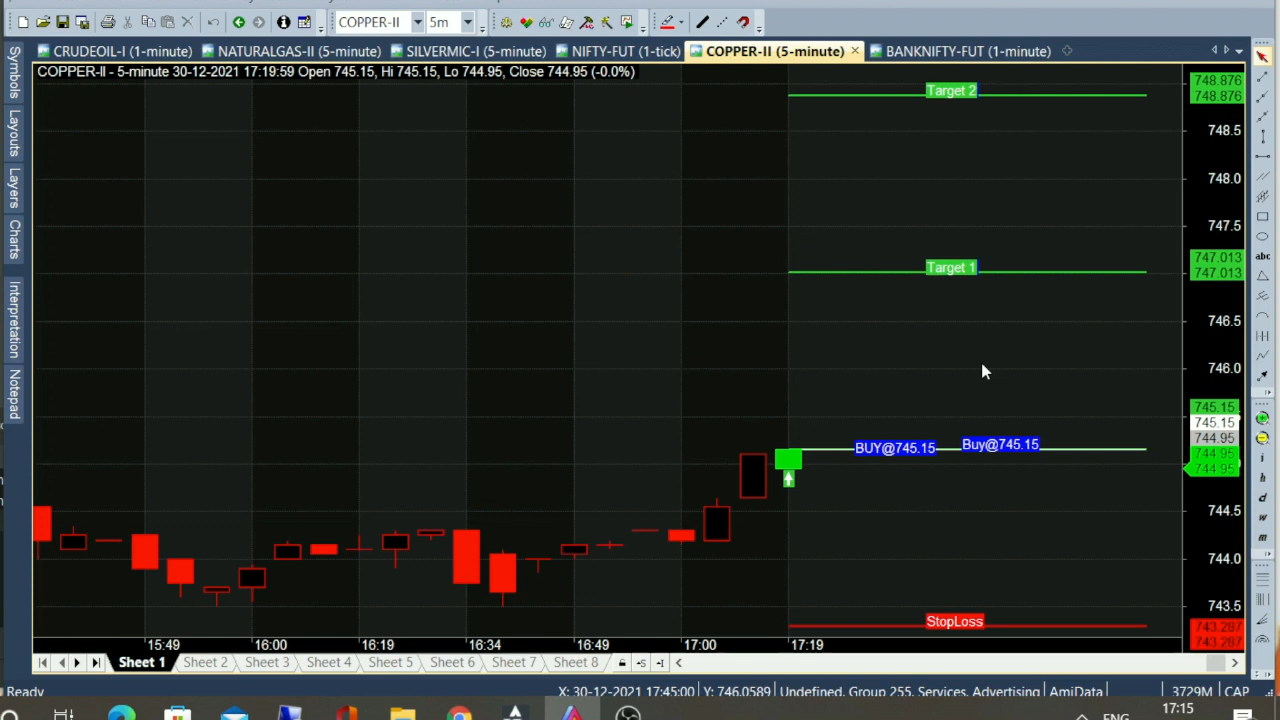 COPPER-II
5m
CRUDEOIL-I (1-minute)
NATURALGAS-II (5-minute)
SILVERMIC-I (5-minute)
NIFTY-FUT (1-tick)
COPPER-II (5-minute)
BANKNIFTY-FUT (1-minute)
Symbols
Layouts
Layers
Charts
Interpretation
Notepad
COPPER-II - 5-minute 30-12-2021 17:19:59 Open 745.15, Hi 745.15, Lo 744.95, Close 744.95 (-0.0%)
Target 2
748.876
748.876
748.5
748.0
747.5
Target 1
747.013
747.013
746.5
746.0
BUY@745.15
Buy@745.15
745.15
745.15
744.95
744.95
744.95
744.5
744.0
743.5
StopLoss
743.287
743.287
abc
i
h
d
w
m
15:49
16:00
16:19
16:34
16:49
17:00
17:19
Sheet 1
Sheet 2
Sheet 3
Sheet 4
Sheet 5
Sheet 6
Sheet 7
Sheet 8
Ready
X: 30-12-2021 17:45:00
Y: 746.0589
Undefined, Group 255, Services, Advertising
AmiData
3729M
CAP
ENG
17:15